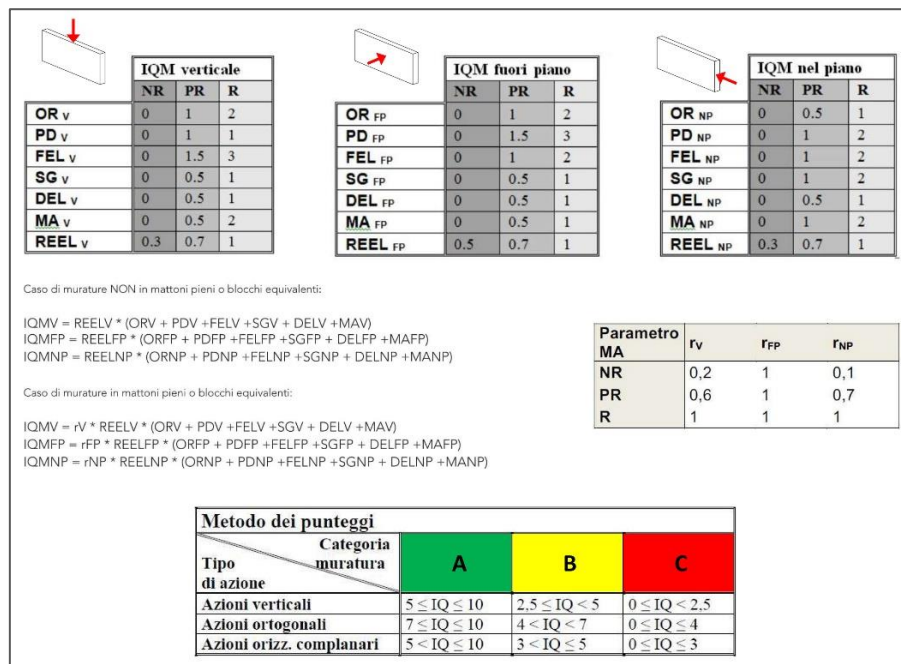 IQM verticale
NR PR R
OR V 0 1 2
PD V 0 1 1
FEL V 0 1.5 3
SG V 0 0.5 1
DEL V 0 0.5 1
MA V 0 0.5 2
REEL V 0.3 0.7 1
IQM fuori piano
NR PR R
OR FP 0 1 2
PD FP 0 1.5 3
FEL FP 0 1 2
SG FP 0 0.5 1
DEL FP 0 0.5 1
MA FP 0 0.5 1
REEL FP 0.5 0.7 1
IQM nel piano
NR PR R
OR NP 0 0.5 1
PD NP 0 1 2
FEL NP 0 1 2
SG NP 0 1 2
DEL NP 0 0.5 1
MA NP 0 1 2
REEL NP 0.3 0.7 1
Caso di murature NON in mattoni pieni o blocchi equivalenti:
IQMV = REELV * (ORV + PDV +FELV +SGV + DELV +MAV)
IQMFP = REELFP * (ORFP + PDFP +FELFP +SGFP + DELFP +MAFP)
IQMNP = REELNP * (ORNP + PDNP +FELNP +SGNP + DELNP +MANP)
Caso di murature in mattoni pieni o blocchi equivalenti:
IQMV = rV * REELV * (ORV + PDV +FELV +SGV + DELV +MAV)
IQMFP = rFP * REELFP * (ORFP + PDFP +FELFP +SGFP + DELFP +MAFP)
IQMNP = rNP * REELNP * (ORNP + PDNP +FELNP +SGNP + DELNP +MANP)
Parametro MA rV rFP rNP
NR 0,2 1 0,1
PR 0,6 1 0,7
R 1 1 1
Metodo dei punteggi
Categoria muratura
Tipo di azione
A B C
Azioni verticali 5 ≤ IQ ≤ 10 2,5 ≤ IQ < 5 0 ≤ IQ < 2,5
Azioni ortogonali 7 ≤ IQ ≤ 10 4 < IQ < 7 0 ≤ IQ ≤ 4
Azioni orizz. complanari 5 < IQ ≤ 10 3 < IQ ≤ 5 0 ≤ IQ ≤ 3